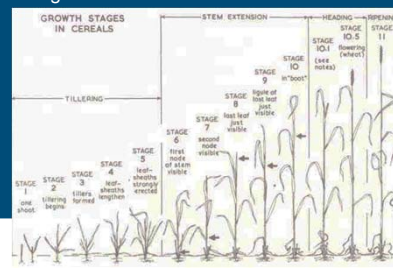 GROWTH STAGES
IN CEREALS
STEM EXTENSION
HEADING
RIPENIN
TILLERING
STAGE
1
one
shoot
STAGE
2
tillering
begins
STAGE
3
tillers
formed
STAGE
4
leaf-
sheaths
lengthen
STAGE
5
leaf-
sheaths
strongly
erected
STAGE
6
first
node
of stem
visible
STAGE
7
second
node
visible
STAGE
8
last leaf
just
visible
STAGE
9
ligule of
last leaf
just
visible
STAGE
10
in "boot"
STAGE
10.1
(see
notes)
STAGE
10.5
flowering
(wheat)
STAGE
11